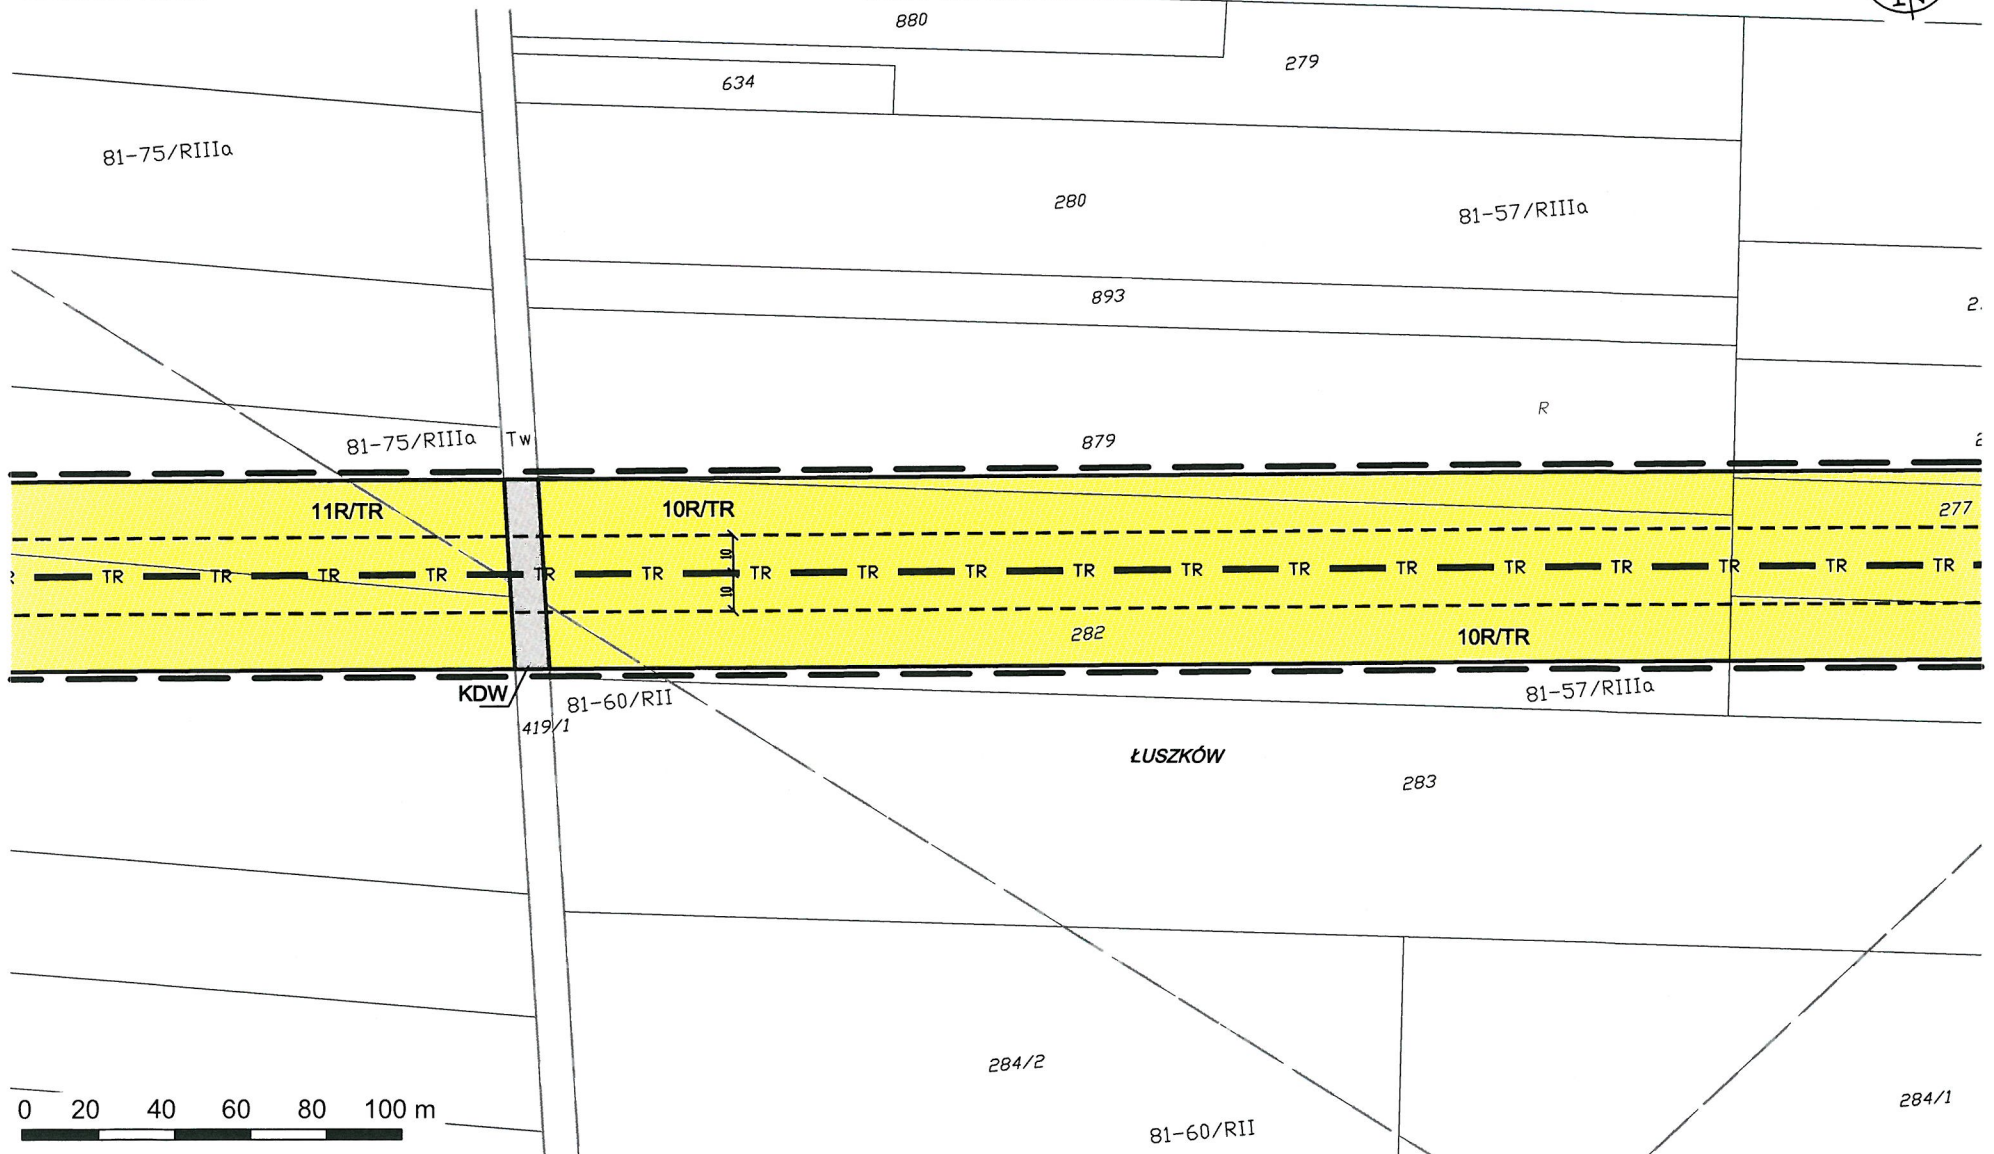 N
880
279
634
81-75/RIIIa
280
81-57/RIIIa
893
R
81-75/RIIIa
Tw
879
11R/TR
10R/TR
277
TR TR TR TR TR TR TR TR TR TR TR TR TR TR TR TR TR TR
10
10
282
10R/TR
KDW
81-60/RII
81-57/RIIIa
419/1
ŁUSZKÓW
283
284/2
284/1
81-60/RII
0 20 40 60 80 100 m